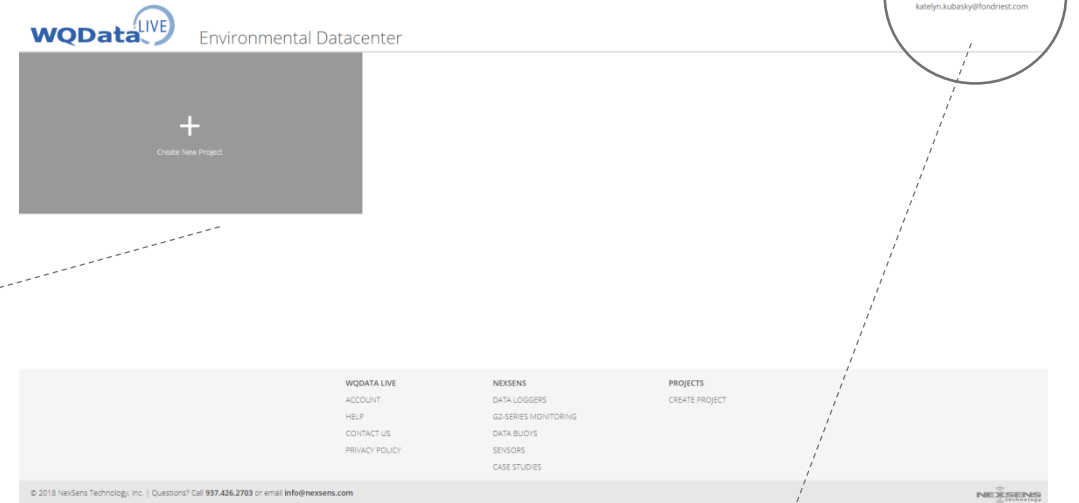 katelyn.kubasky@fondriest.com
WQData LIVE
Environmental Datacenter
Create New Project
WQDATA LIVE
ACCOUNT
HELP
CONTACT US
PRIVACY POLICY
NEXSENS
DATA LOGGERS
G2-SERIES MONITORING
DATA BUOYS
SENSORS
CASE STUDIES
PROJECTS
CREATE PROJECT
© 2018 NexSens Technology, Inc. | Questions? Call 937.426.2703 or email info@nexsens.com
NEXSENS
technology